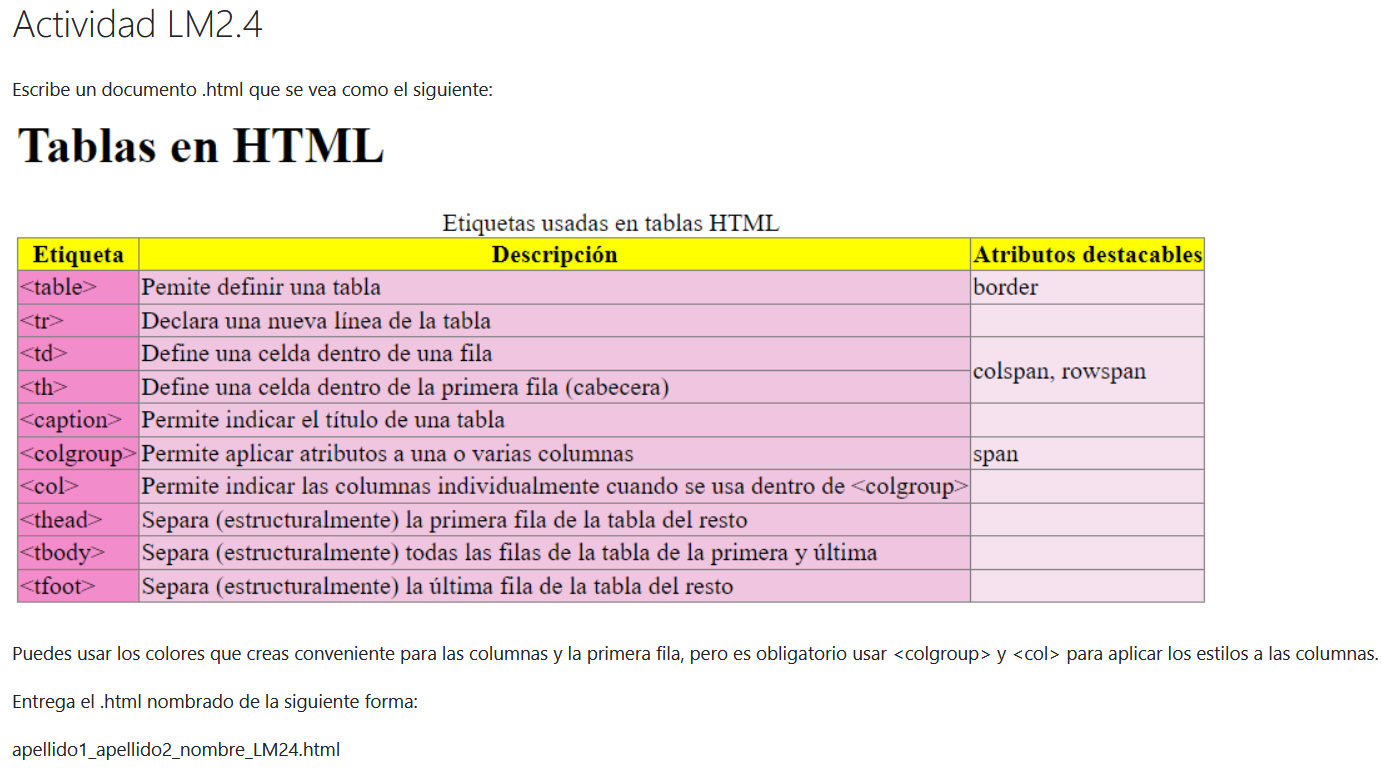 Actividad LM2.4
Escribe un documento .html que se vea como el siguiente:
Tablas en HTML
Etiquetas usadas en tablas HTML
Etiqueta Descripción Atributos destacables
<table> Pemite definir una tabla border
<tr> Declara una nueva línea de la tabla
<td> Define una celda dentro de una fila
colspan, rowspan
<th> Define una celda dentro de la primera fila (cabecera)
<caption> Permite indicar el título de una tabla
<colgroup> Permite aplicar atributos a una o varias columnas span
<col> Permite indicar las columnas individualmente cuando se usa dentro de <colgroup>
<thead> Separa (estructuralmente) la primera fila de la tabla del resto
<tbody> Separa (estructuralmente) todas las filas de la tabla de la primera y última
<tfoot> Separa (estructuralmente) la última fila de la tabla del resto
Puedes usar los colores que creas conveniente para las columnas y la primera fila, pero es obligatorio usar <colgroup> y <col> para aplicar los estilos a las columnas.
Entrega el .html nombrado de la siguiente forma:
apellido1_apellido2_nombre_LM24.html